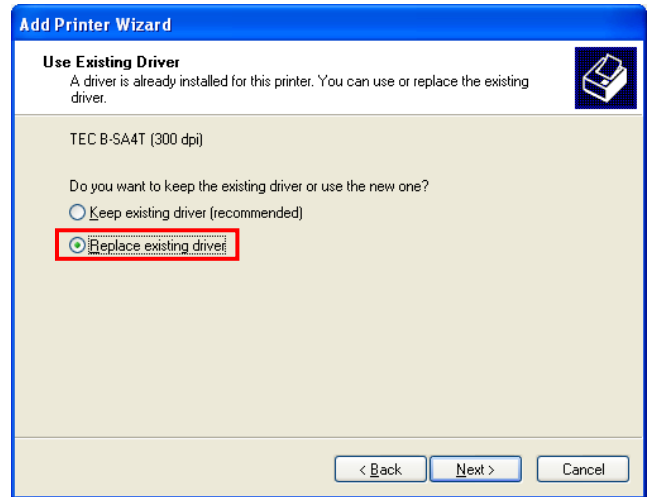 Add Printer Wizard
Use Existing Driver
A driver is already installed for this printer. You can use or replace the existing
driver.
TEC B-SA4T (300 dpi)
Do you want to keep the existing driver or use the new one?
Keep existing driver (recommended)
Replace existing driver
< Back
Next >
Cancel